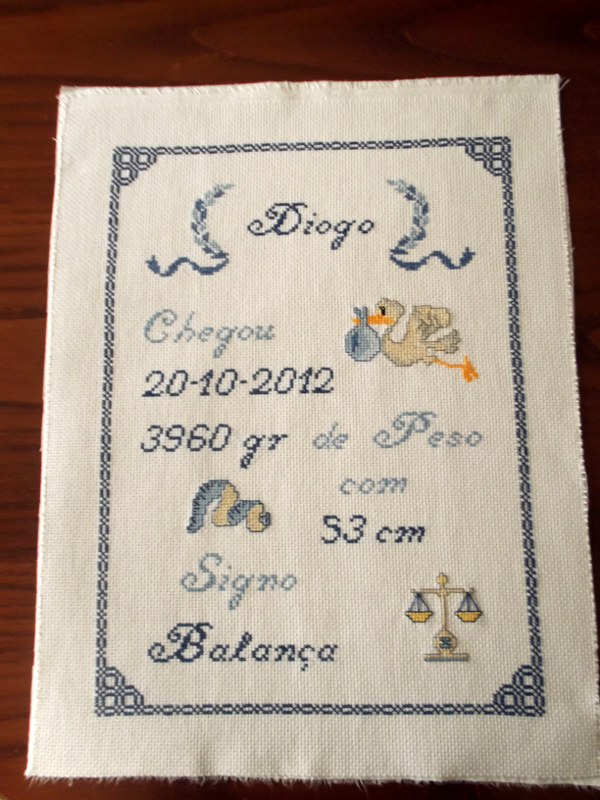 Diogo
Chegou
20-10-2012
3960 gr de Peso
com
53 cm
Signo
Balança